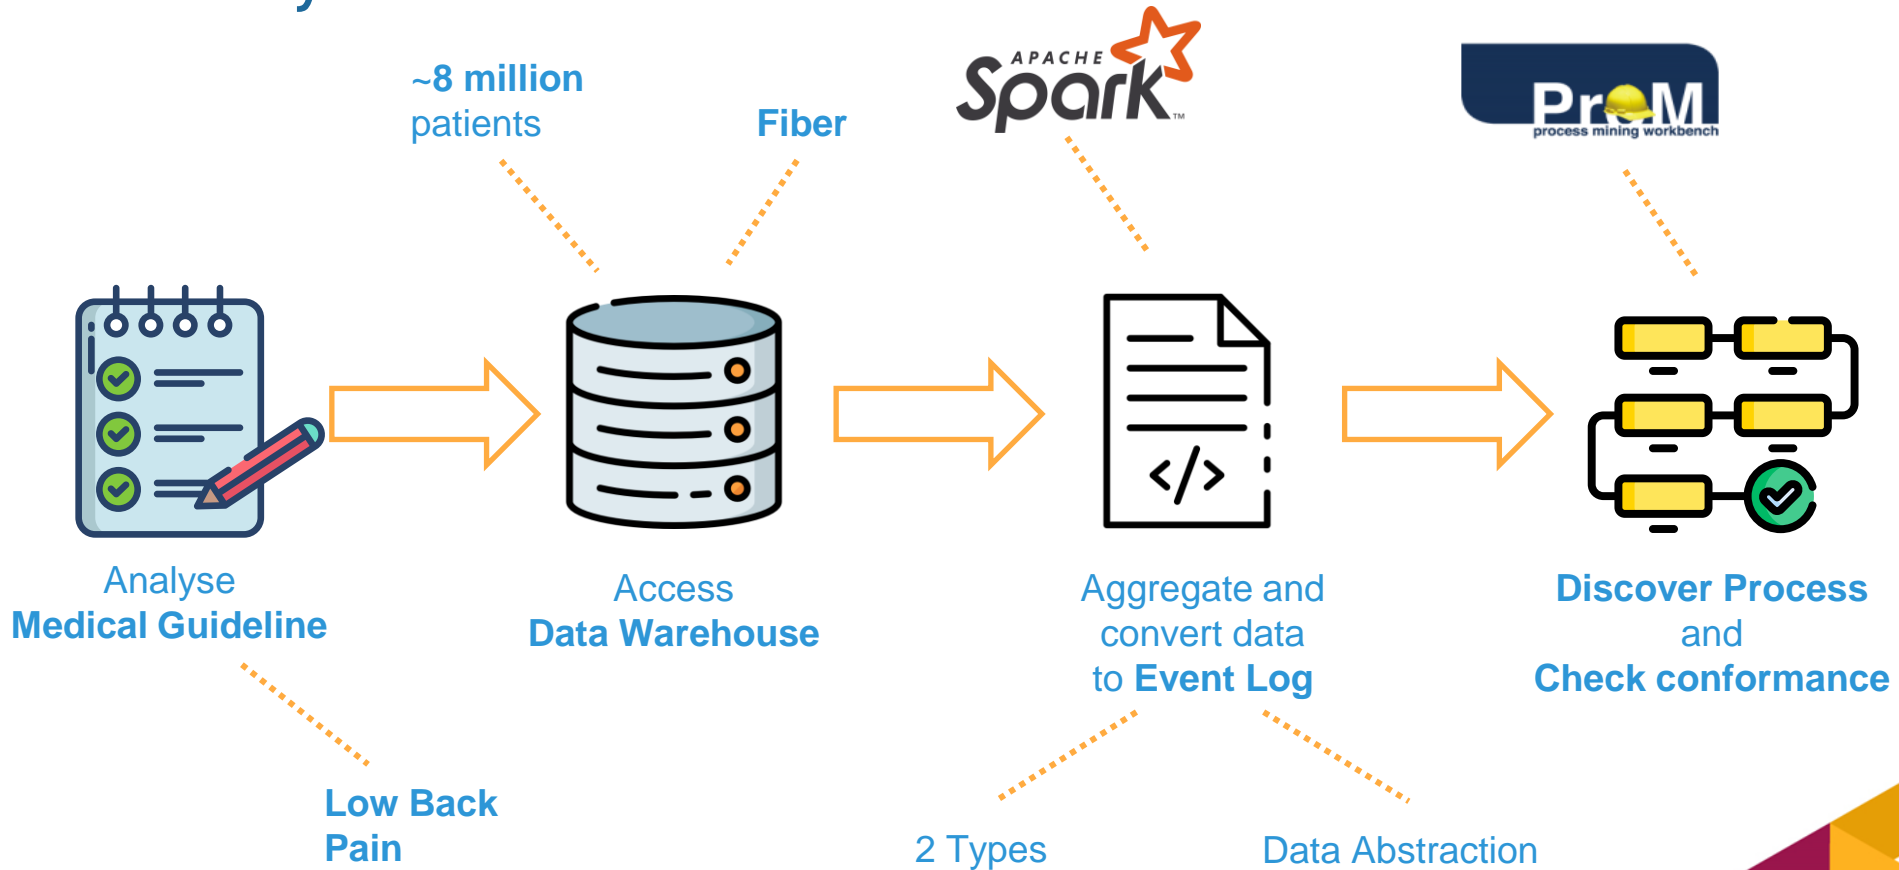 ~8 million
patients
Fiber
APACHE
Spark™
ProM
process mining workbench
</>
Analyse
Medical Guideline
Access
Data Warehouse
Aggregate and
convert data
to Event Log
Discover Process
and
Check conformance
Low Back
Pain
2 Types
Data Abstraction